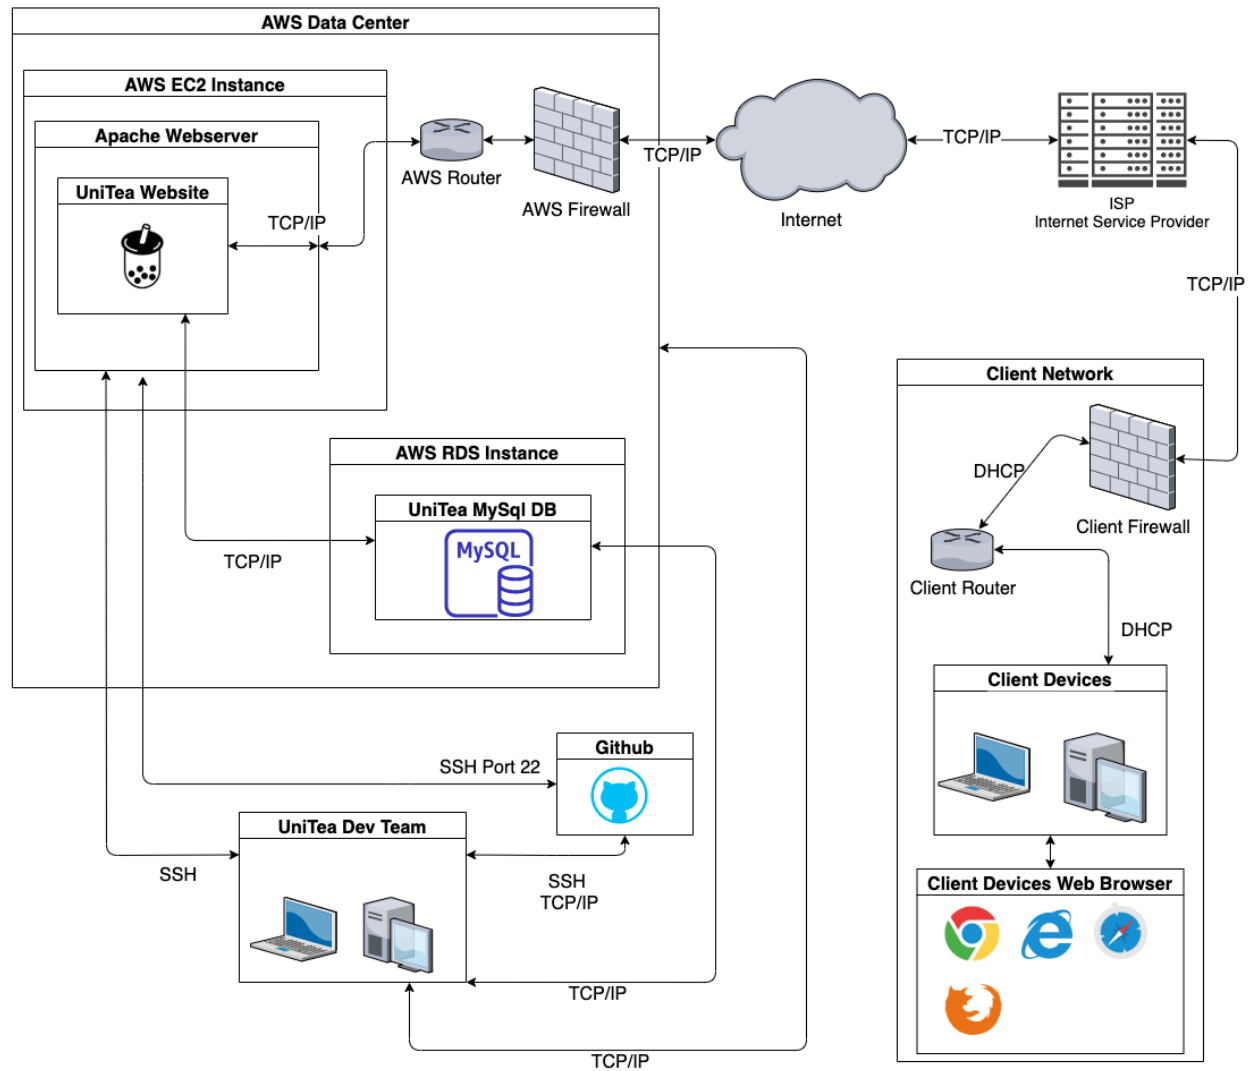 AWS Data Center
AWS EC2 Instance
Apache Webserver
UniTea Website
TCP/IP
AWS Router
AWS Firewall
TCP/IP
Internet
TCP/IP
ISP
Internet Service Provider
TCP/IP
Client Network
DHCP
Client Firewall
Client Router
DHCP
Client Devices
Client Devices Web Browser
AWS RDS Instance
UniTea MySql DB
MySQL
TCP/IP
Github
SSH Port 22
UniTea Dev Team
SSH
SSH
TCP/IP
TCP/IP
TCP/IP